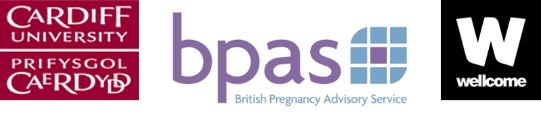 CARDIFF
UNIVERSITY
PRIFYSGOL
CAERDYDD
bpas
British Pregnancy Advisory Service
W
wellcome